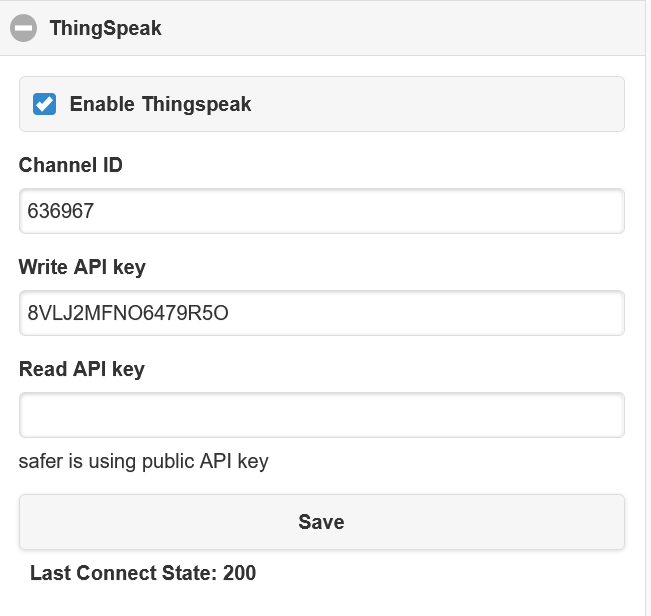 ThingSpeak
Enable Thingspeak
Channel ID
636967
Write API key
8VLJ2MFNO6479R5O
Read API key
safer is using public API key
Save
Last Connect State: 200